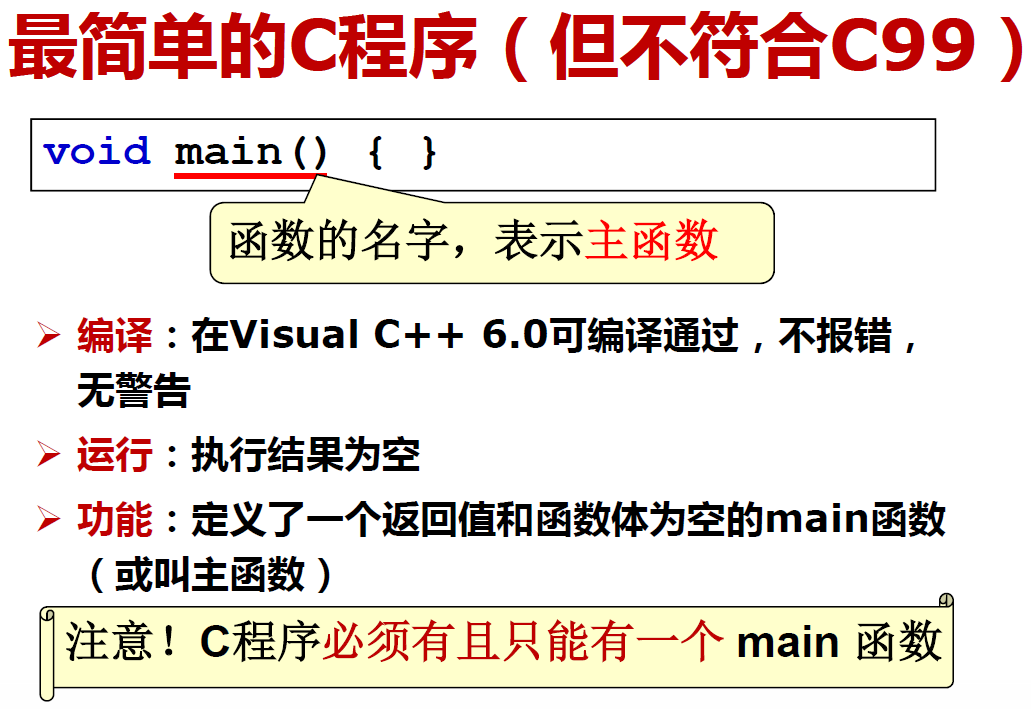 最简单的C程序（但不符合C99）
void main() { }
函数的名字，表示主函数
编译：在Visual C++ 6.0可编译通过，不报错，
无警告
运行：执行结果为空
功能：定义了一个返回值和函数体为空的main函数
（或叫主函数）
注意！C程序必须有且只能有一个 main 函数